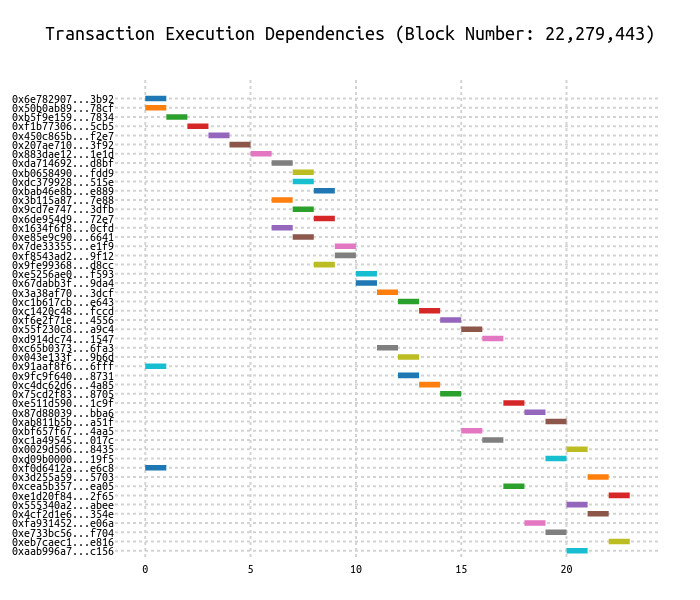 Transaction Execution Dependencies (Block Number: 22,279,443)
0x6e782907...3b92
0x50b0ab89...78cf
0xb5f9e159...7834
0xf1b77306...5cb5
0x450c865b...f2e7
0x207ae710...3f92
0x883dae12...1e1d
0xda714692...d8bf
0xb0658490...fdd9
0xdc379928...515e
0xbab46e8b...e889
0x3b115a87...7e88
0x9cd7e747...3dfb
0x6de954d9...72e7
0x1634f6f8...0cfd
0xe85e9c90...6641
0x7de33355...e1f9
0xf8543ad2...9f12
0x9fe99368...d8cc
0xe5256ae0...f593
0x67dabb3f...9da4
0x3a38af70...3dcf
0xc1b617cb...e643
0xc1420c48...fccd
0xf6e2f71e...4556
0x55f230c8...a9c4
0xd914dc74...1547
0xc65b0373...6fa3
0x043e133f...9b6d
0x91aaf8f6...6fff
0x9fc9f640...8731
0xc4dc62d6...4a85
0x75cd2f83...8705
0xe511d590...1c9f
0x87d88039...bba6
0xab811b5b...a51f
0xbf657f67...4aa5
0xc1a49545...017c
0x0029d506...8435
0xd09b0000...19f5
0xf0d6412a...e6c8
0x3d255a59...5703
0xcea5b357...ea05
0xe1d20f84...2f65
0x555340a2...abee
0x4cf2d1e6...354e
0xfa931452...e06a
0xe733bc56...f704
0xeb7caec1...e816
0xaab996a7...c156
0 5 10 15 20